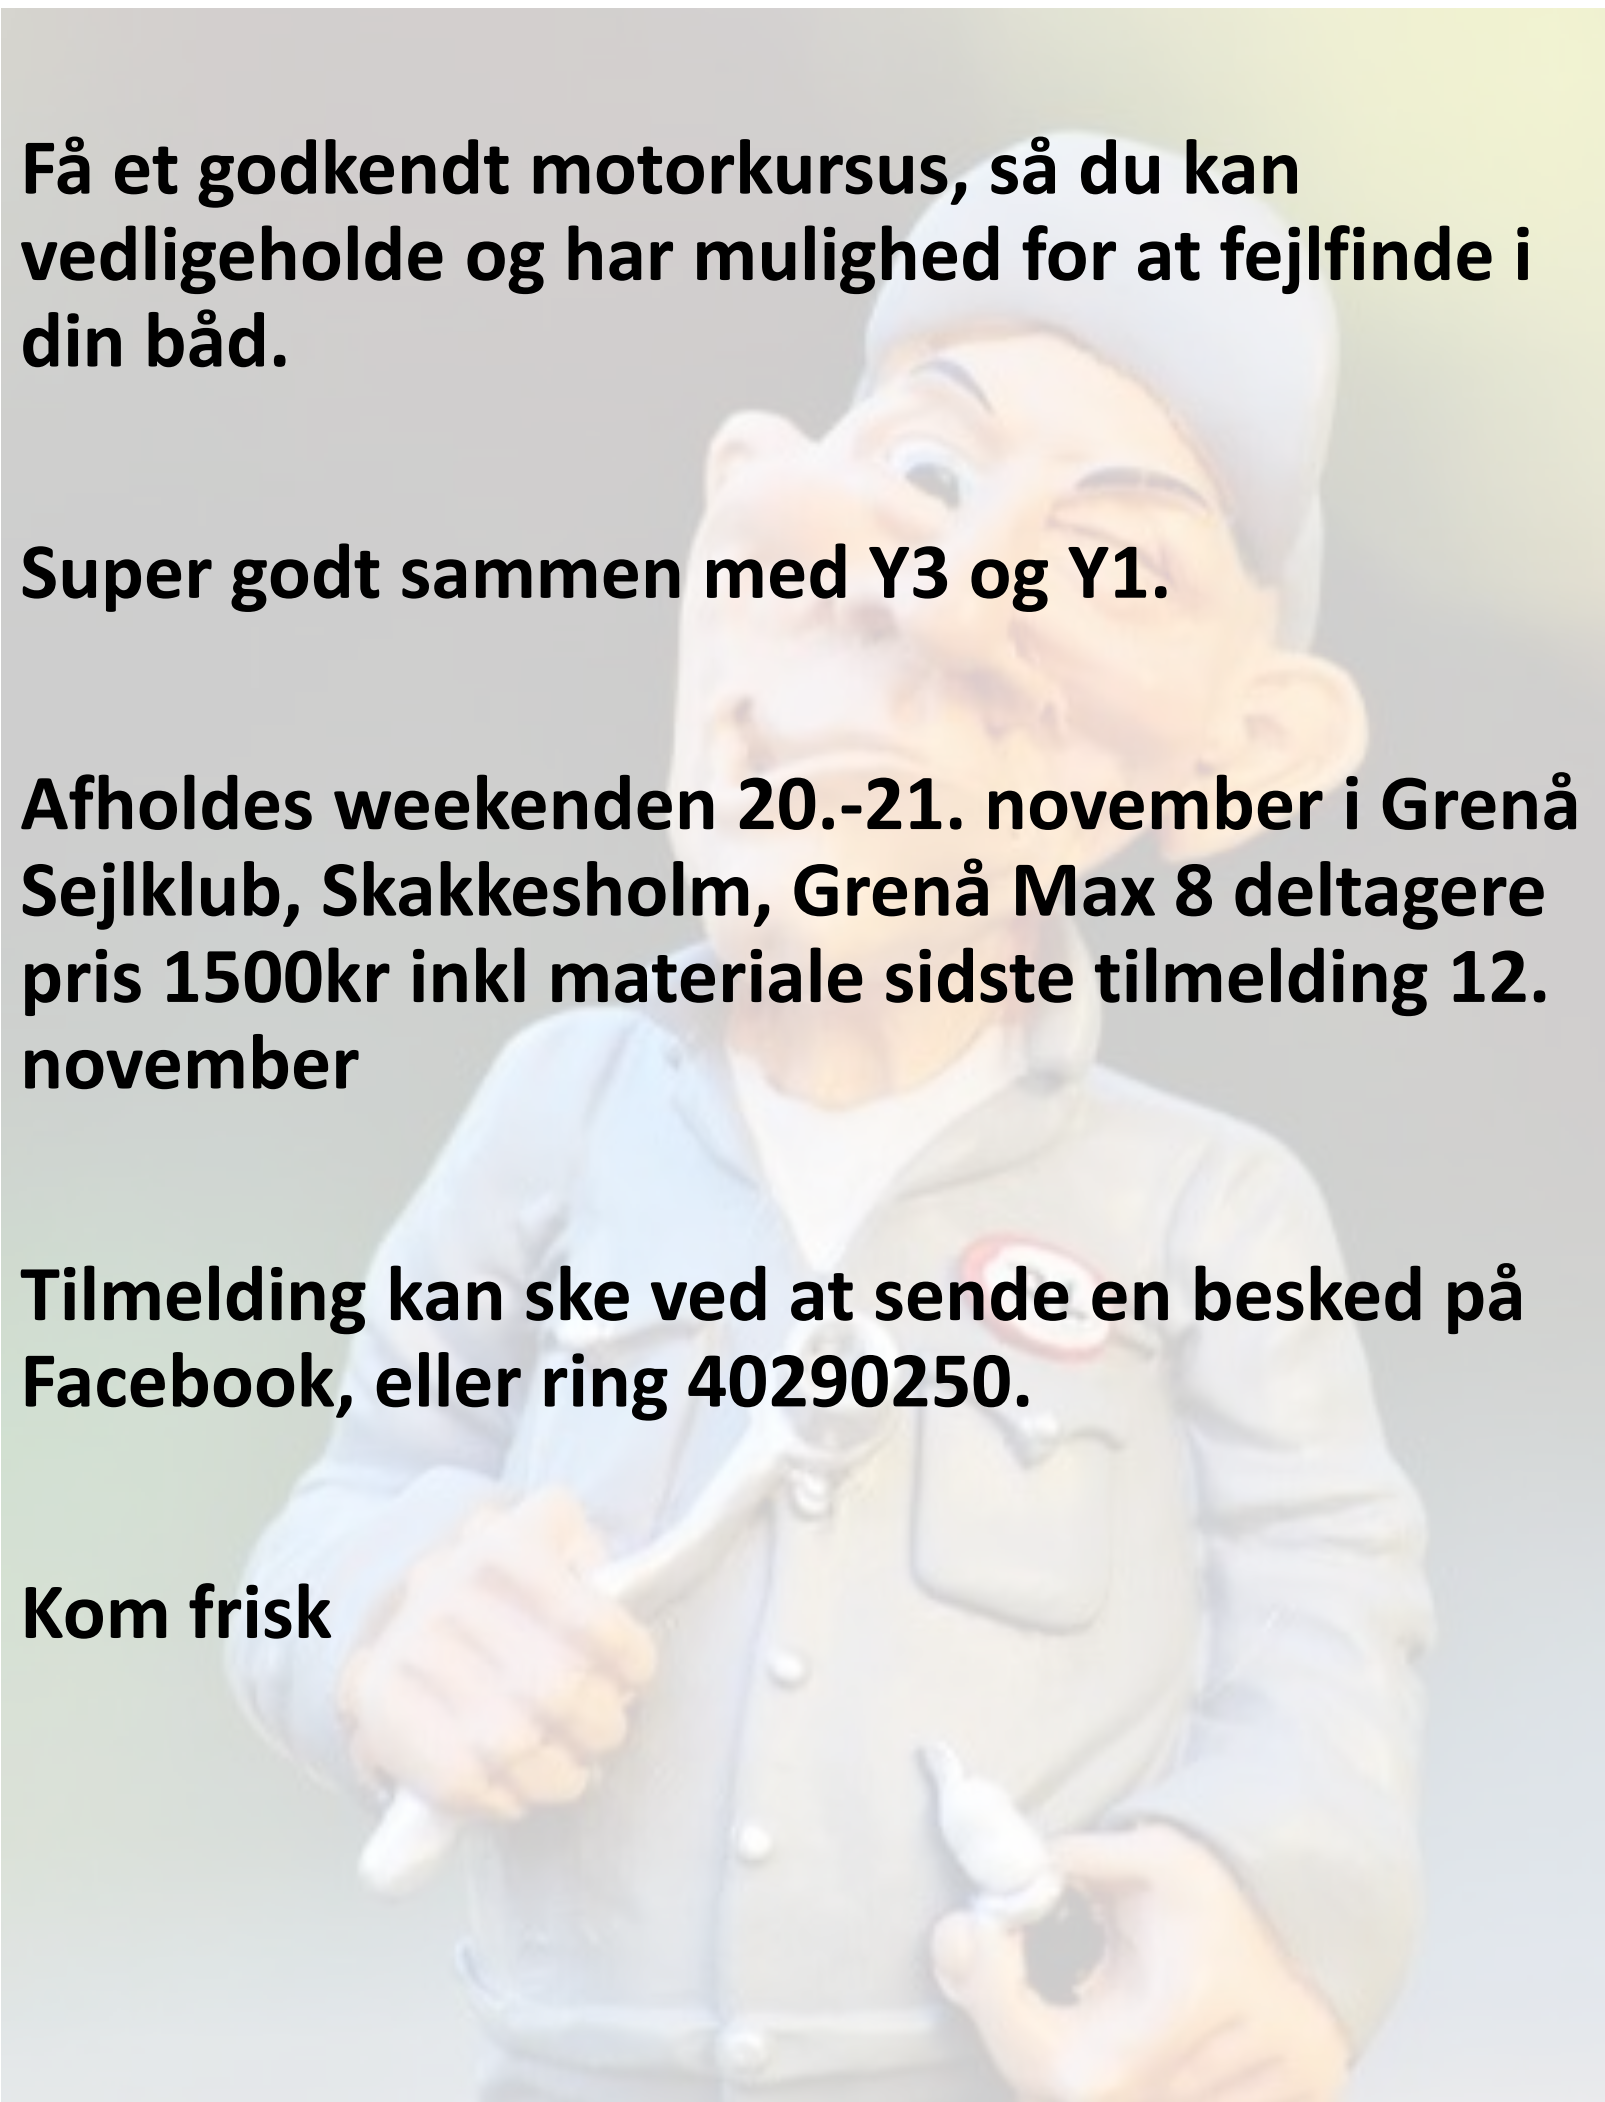 Få et godkendt motorkursus, så du kan
vedligeholde og har mulighed for at fejlfinde i
din båd.
Super godt sammen med Y3 og Y1.
Afholdes weekenden 20.-21. november i Grenå
Sejlklub, Skakkesholm, Grenå Max 8 deltagere
pris 1500kr inkl materiale sidste tilmelding 12.
november
Tilmelding kan ske ved at sende en besked på
Facebook, eller ring 40290250.
Kom frisk